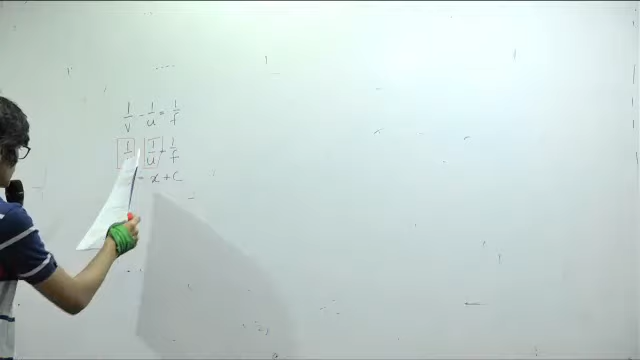 1/v - 1/u = 1/f
1/ 1/u + 1/f
= x + C